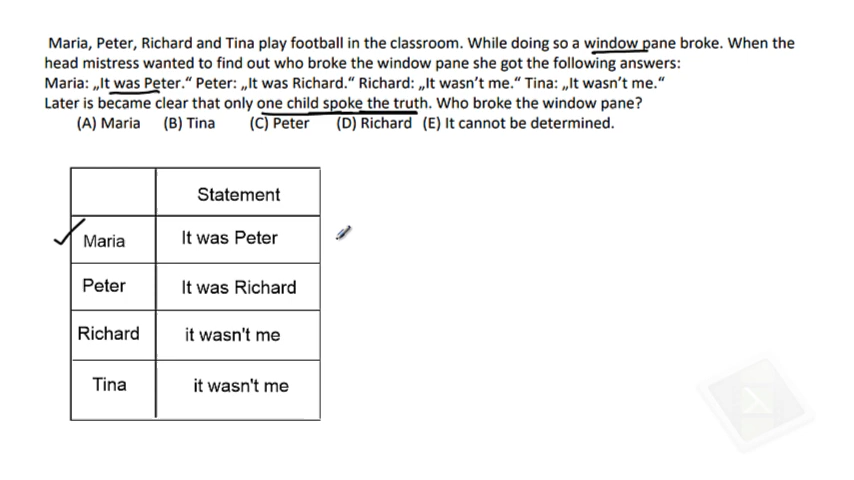 Maria, Peter, Richard and Tina play football in the classroom. While doing so a window pane broke. When the
head mistress wanted to find out who broke the window pane she got the following answers:
Maria: „It was Peter.“ Peter: „It was Richard.“ Richard: „It wasn’t me.“ Tina: „It wasn’t me.“
Later is became clear that only one child spoke the truth. Who broke the window pane?
(A) Maria (B) Tina (C) Peter (D) Richard (E) It cannot be determined.
Statement
Maria It was Peter
Peter It was Richard
Richard it wasn't me
Tina it wasn't me